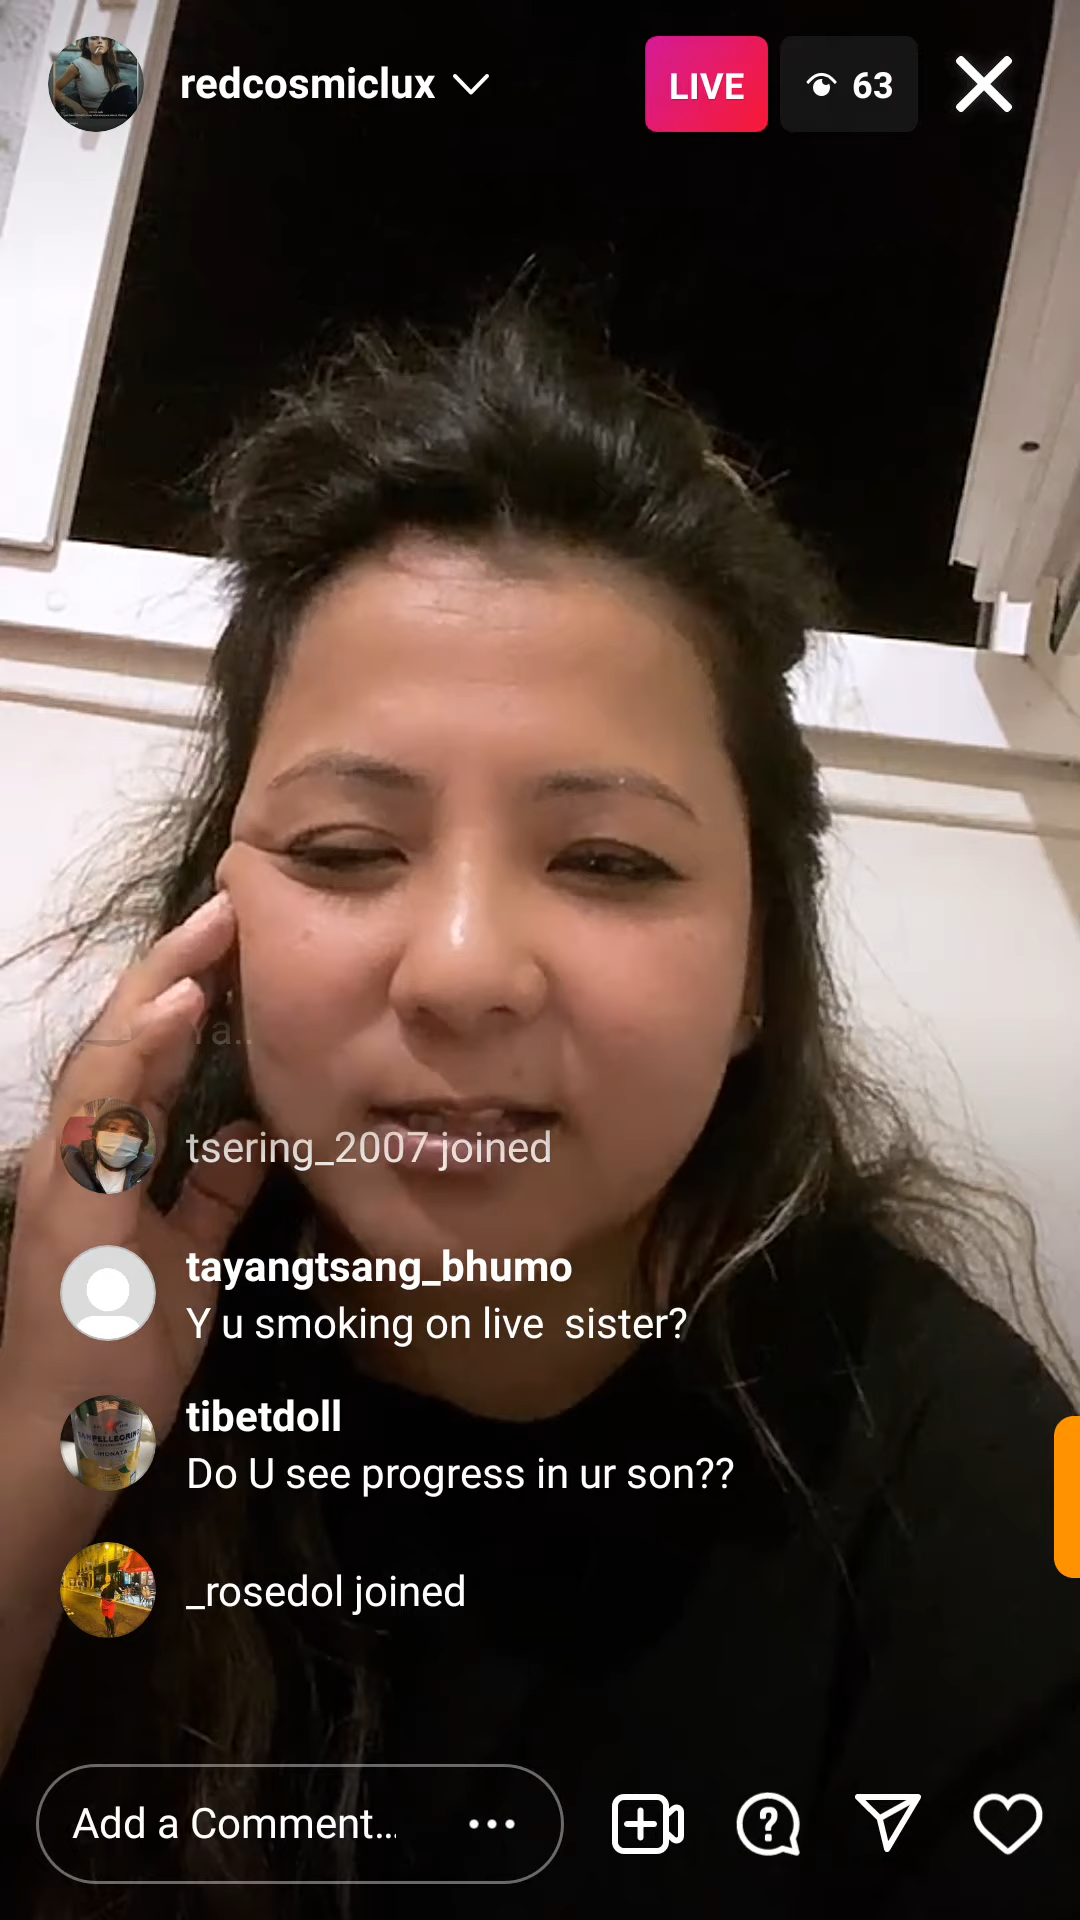 redcosmiclux
LIVE
63
Ya..
tsering_2007 joined
tayangtsang_bhumo
Y u smoking on live  sister?
tibetdoll
Do U see progress in ur son??
_rosedol joined
Add a Comment...